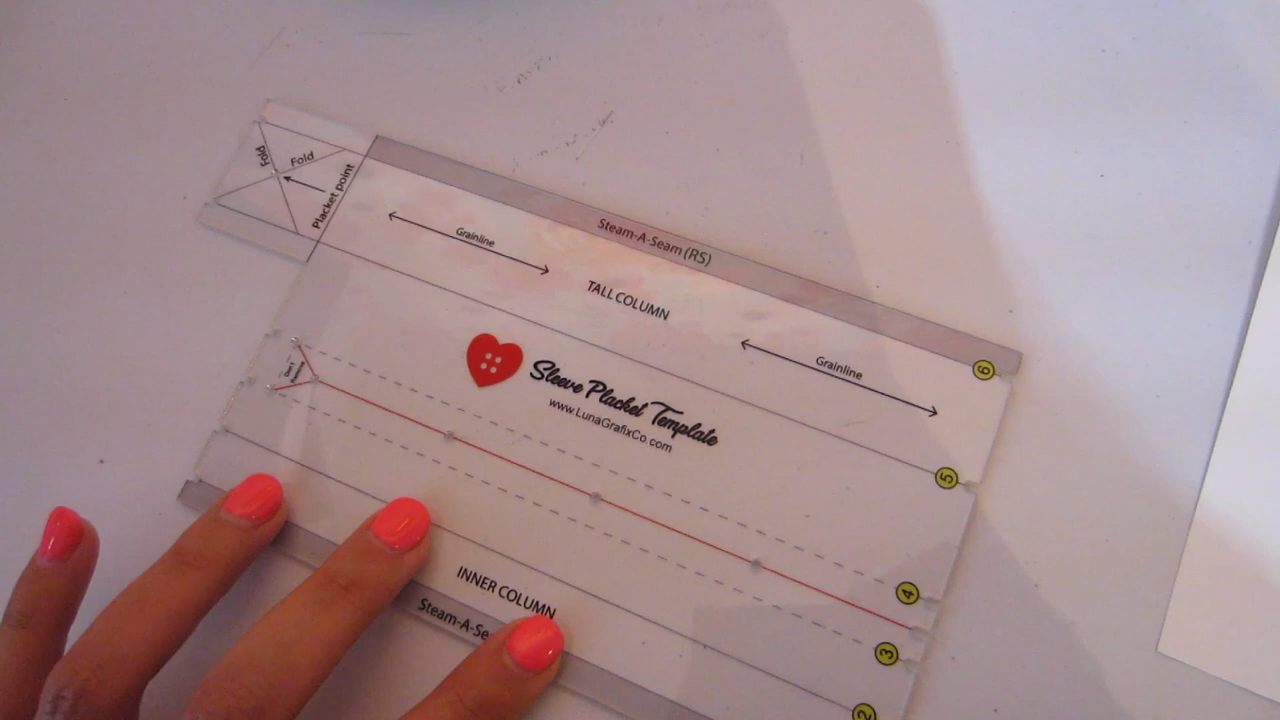 Fold
Fold
Placket point
Steam-A-Seam (RS)
Grainline
TALL COLUMN
Grainline
6
Sleeve Placket Template
www.LunaGrafixCo.com
5
4
3
INNER COLUMN
Steam-A-Se
2